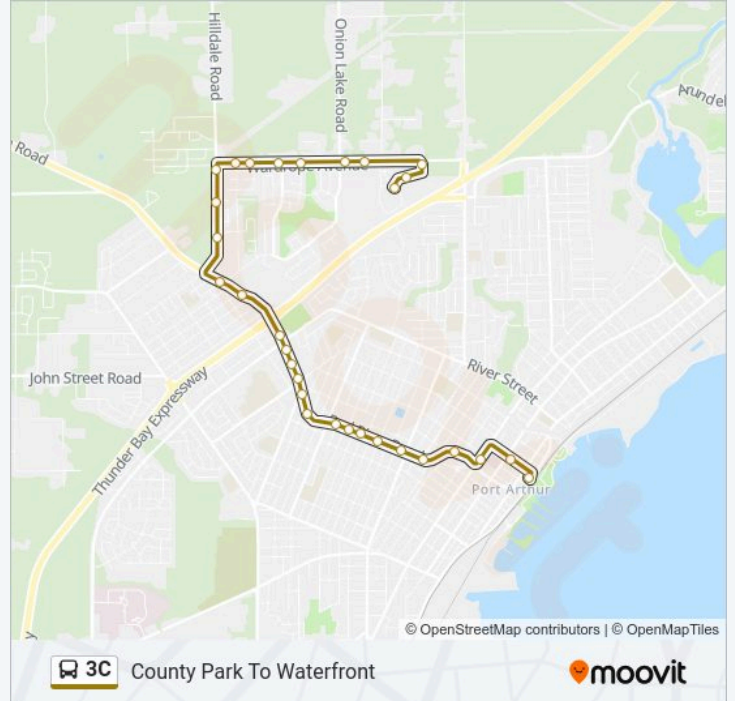 Hilldale Road
Onion Lake Road
Arundel
Road
Wardrope Avenue
River Street
John Street Road
Thunder Bay Expressway
Port Arthur
y
© OpenStreetMap contributors | © OpenMapTiles
3C County Park To Waterfront
moovit